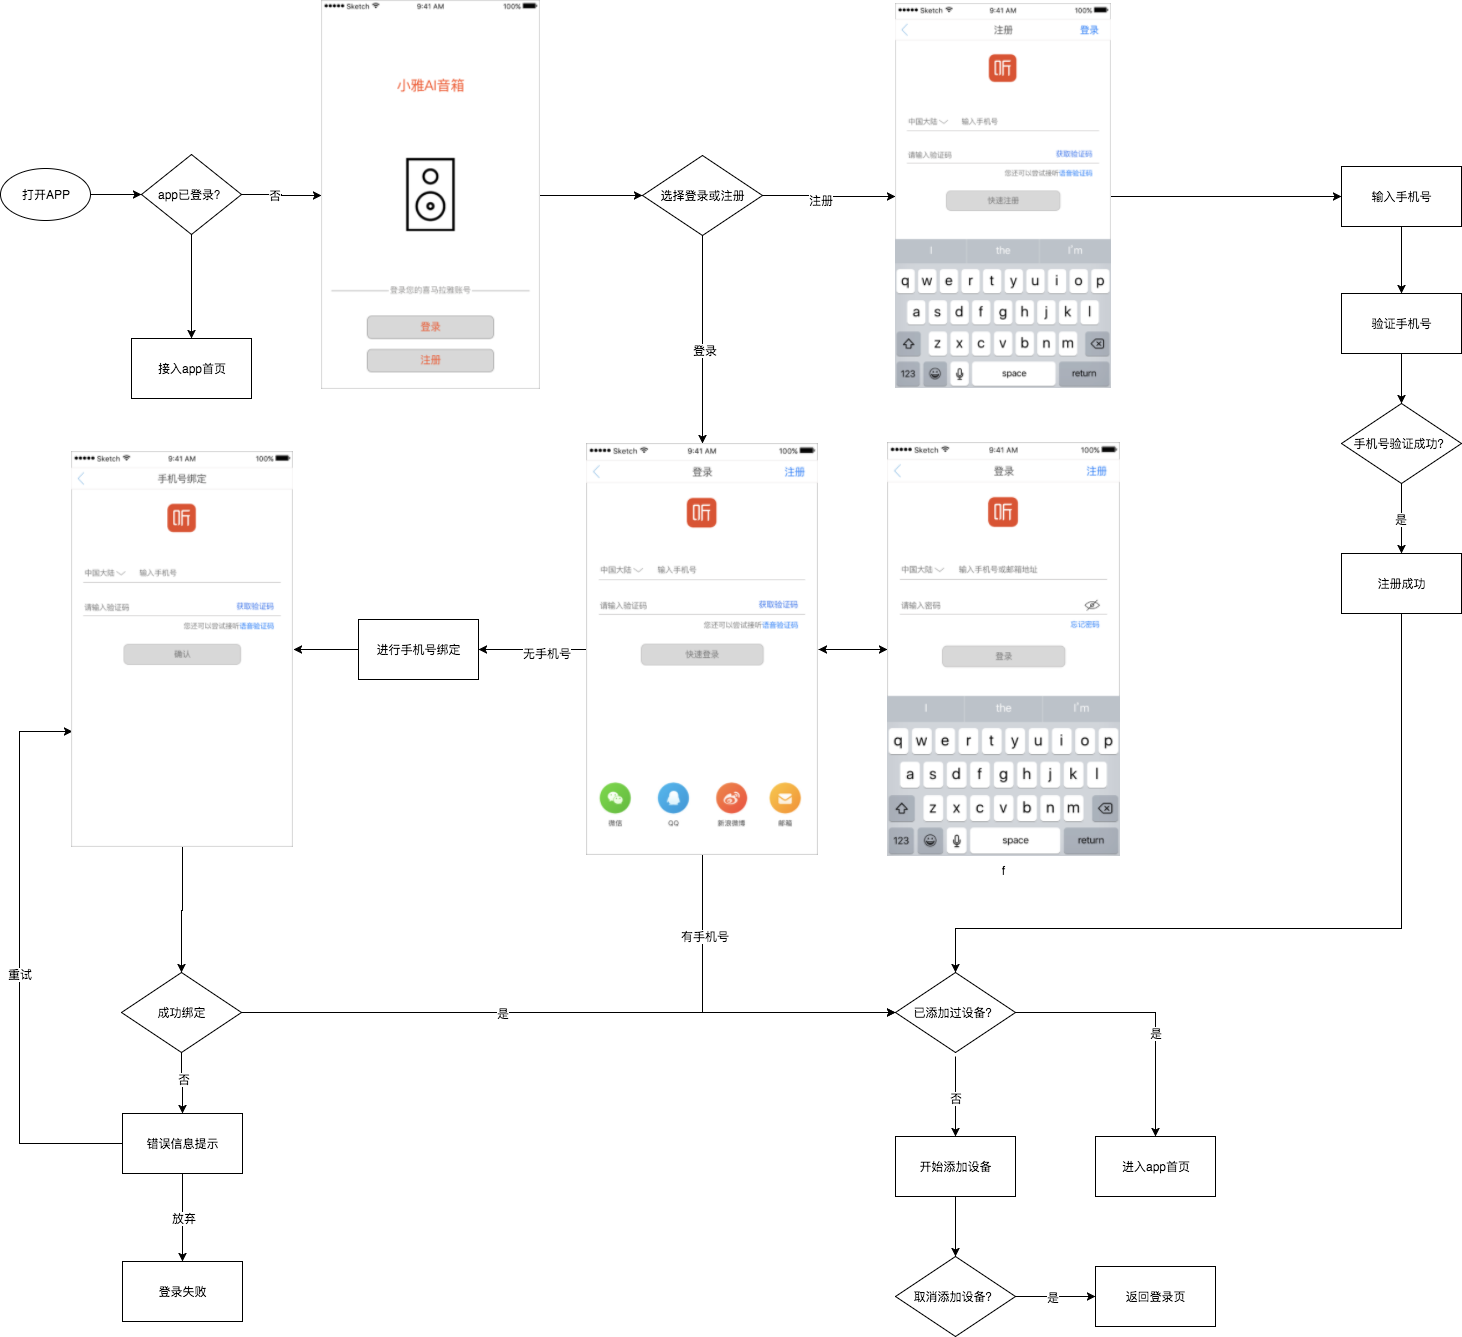 打开APP
app已登录?
否
接入app首页
Sketch
9:41 AM
100%
小雅AI音箱
登录您的喜马拉雅账号
登录
注册
选择登录或注册
注册
登录
Sketch
9:41 AM
100%
注册
登录
听
中国大陆
输入手机号
请输入验证码
获取验证码
您还可以尝试接听语音验证码
快速注册
I
the
I'm
q w e r t y u i o p
a s d f g h j k l
z x c v b n m
123
space
return
输入手机号
验证手机号
手机号验证成功?
是
注册成功
Sketch
9:41 AM
100%
手机号绑定
听
中国大陆
输入手机号
请输入验证码
获取验证码
您还可以尝试接听语音验证码
确认
进行手机号绑定
无手机号
Sketch
9:41 AM
100%
登录
注册
听
中国大陆
输入手机号
请输入验证码
获取验证码
您还可以尝试接听语音验证码
快速登录
微信
QQ
新浪微博
邮箱
Sketch
9:41 AM
100%
登录
注册
听
中国大陆
输入手机号或邮箱地址
请输入密码
忘记密码
登录
I
the
I'm
q w e r t y u i o p
a s d f g h j k l
z x c v b n m
123
space
return
f
有手机号
重试
成功绑定
是
已添加过设备?
是
否
否
错误信息提示
开始添加设备
进入app首页
放弃
登录失败
取消添加设备?
是
返回登录页